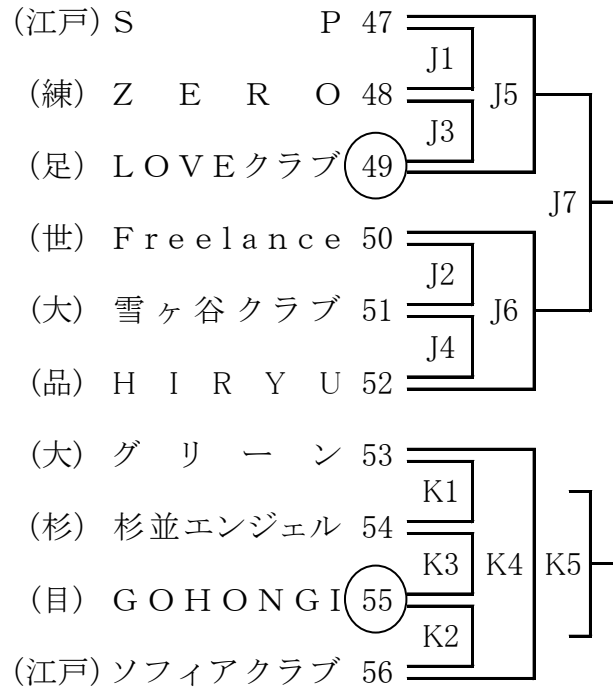 (江戸) S P 47
J1
(練) Z E R O 48
J5
J3
(足) LOVEクラブ 49
J7
(世) Freelance 50
J2
(大) 雪ヶ谷クラブ 51
J6
J4
(品) H I R Y U 52
(大) グリーン 53
K1
(杉) 杉並エンジェル 54
K3 K4 K5
(目) GOHONGI 55
K2
(江戸) ソフィアクラブ 56